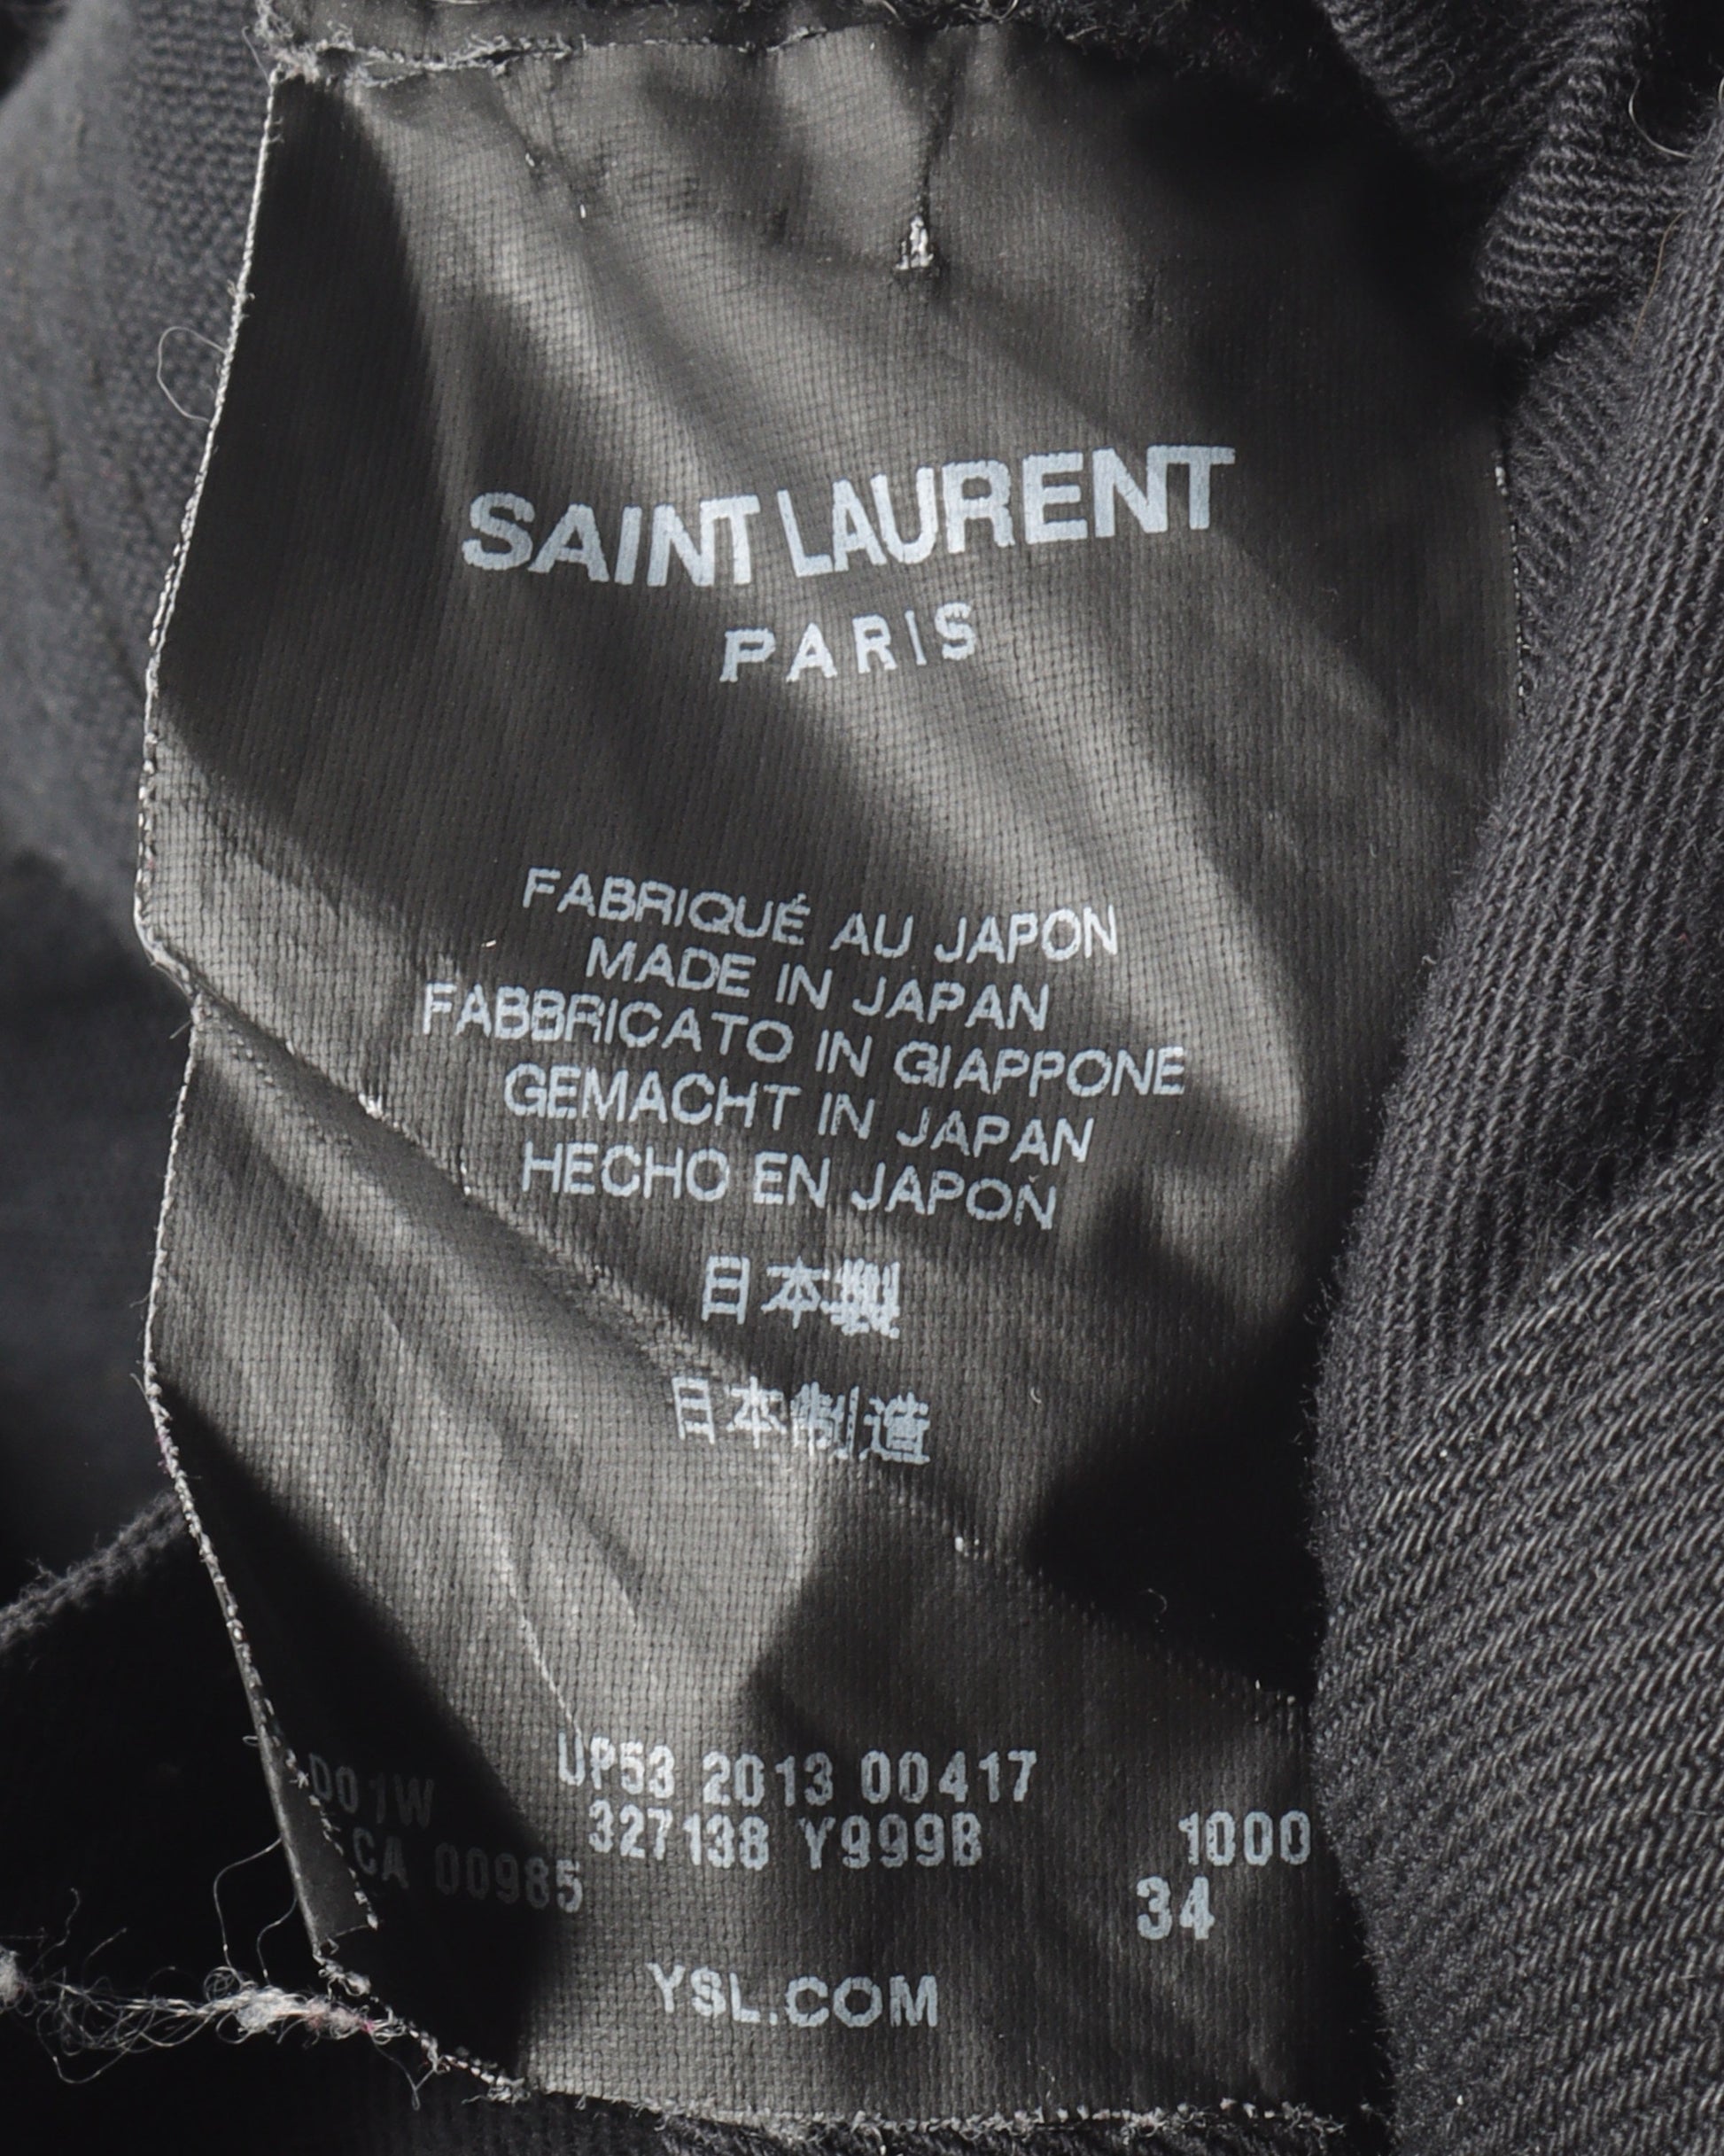 SAINT LAURENT
PARIS
FABRIQUÉ AU JAPON
MADE IN JAPAN
FABBRICATO IN GIAPPONE
GEMACHT IN JAPAN
HECHO EN JAPÓN
日本製
日本制造
D01W UP53 2013 00417
327138 Y999B 1000
CA 00985 34
YSL.COM